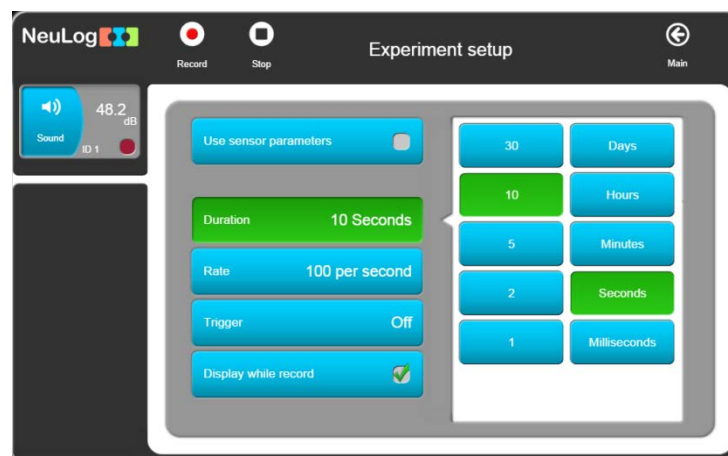 NeuLog
Record
Stop
Experiment setup
Main
48.2
dB
Sound
ID 1
Use sensor parameters
Duration 10 Seconds
Rate 100 per second
Trigger Off
Display while record
30 Days
10 Hours
5 Minutes
2 Seconds
1 Milliseconds